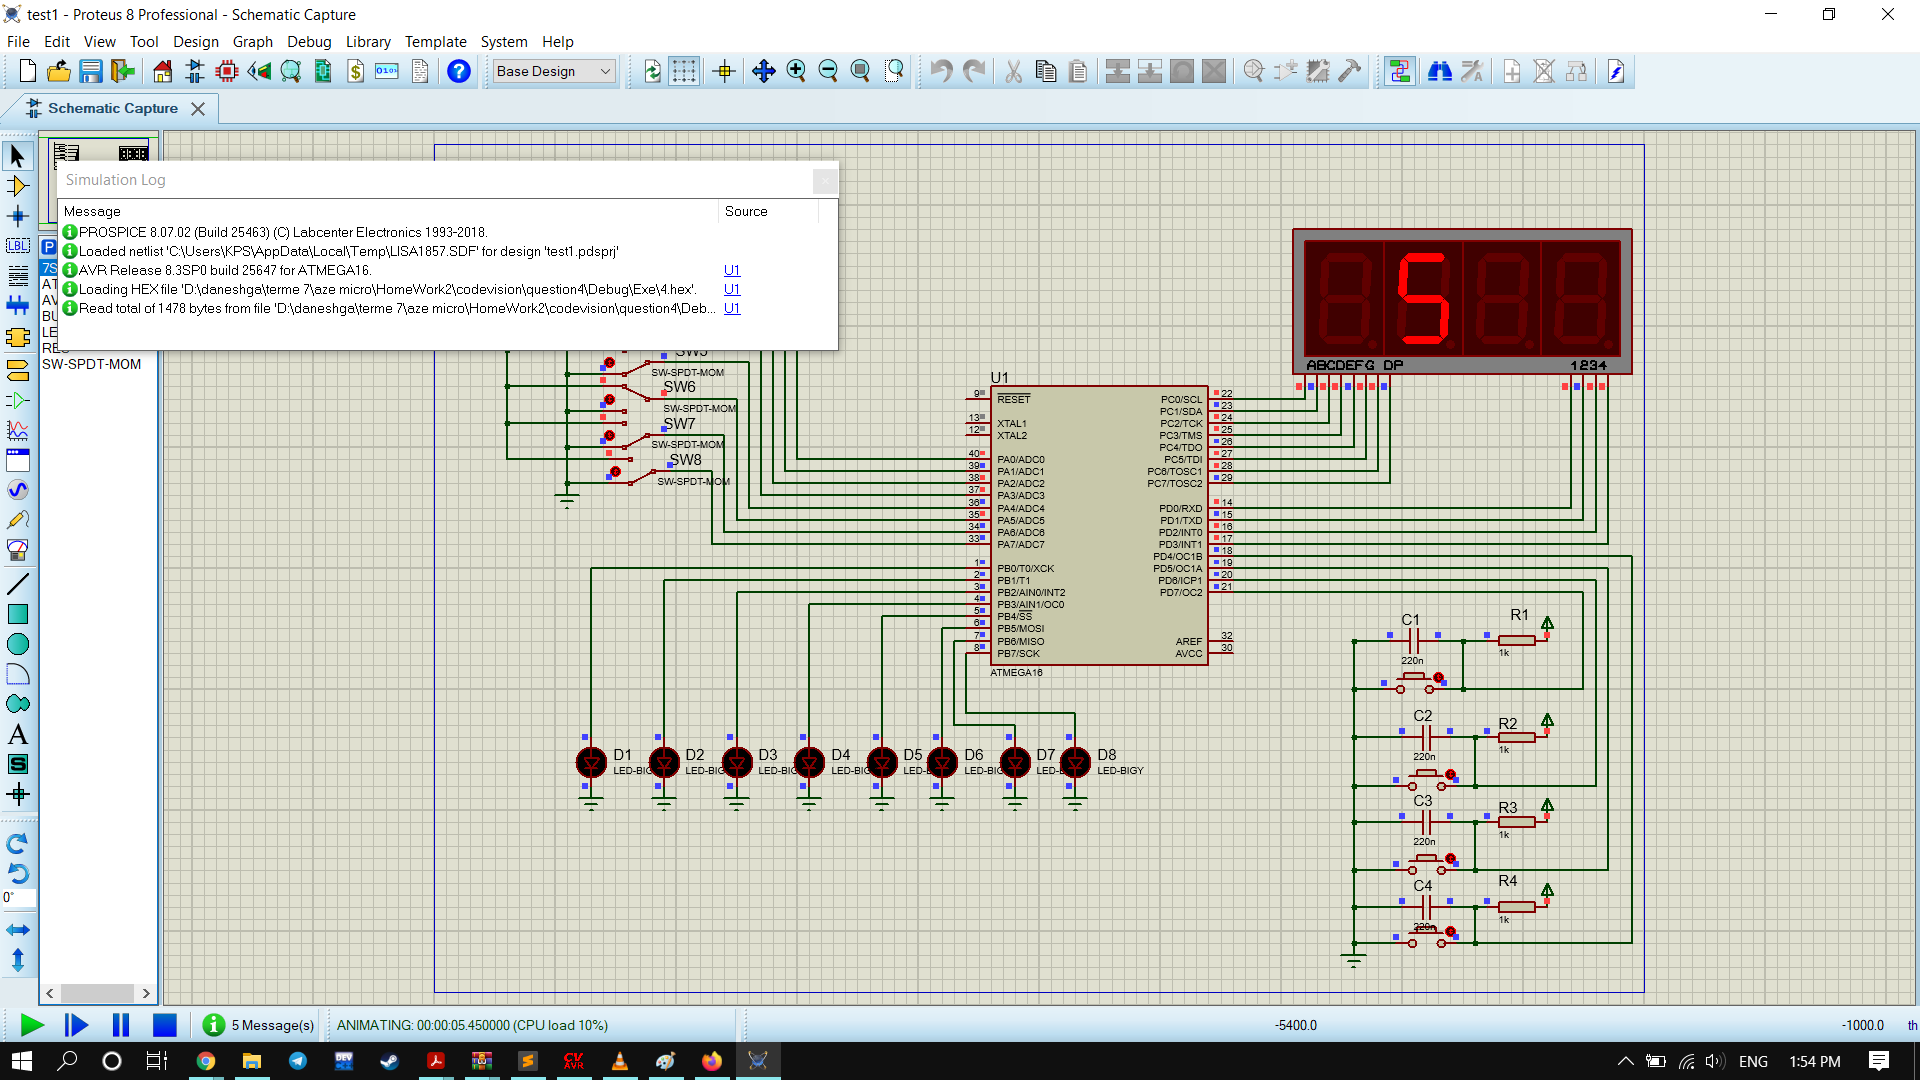 test1 - Proteus 8 Professional - Schematic Capture
File Edit View Tool Design Graph Debug Library Template System Help
Base Design
Schematic Capture
Simulation Log
Message Source
PROSPICE 8.07.02 (Build 25463) (C) Labcenter Electronics 1993-2018.
Loaded netlist 'C:\Users\KPS\AppData\Local\Temp\LISA1857.SDF' for design 'test1.pdsprj'
AVR Release 8.3SP0 build 25647 for ATMEGA16. U1
Loading HEX file 'D:\daneshga\terme 7\aze micro\HomeWork2\codevision\question4\Debug\Exe\4.hex'. U1
Read total of 1478 bytes from file 'D:\daneshga\terme 7\aze micro\HomeWork2\codevision\question4\Deb... U1
LBL
P
7S
AT
AV
BU
LE
RE
SW-SPDT-MOM
5
ABCDEFG DP 1234
SW5
SW-SPDT-MOM
SW6
SW-SPDT-MOM
SW7
SW-SPDT-MOM
SW8
SW-SPDT-MOM
U1
9 RESET PC0/SCL 22
PC1/SDA 23
13 XTAL1 PC2/TCK 24
12 XTAL2 PC3/TMS 25
PC4/TDO 26
40 PA0/ADC0 PC5/TDI 27
39 PA1/ADC1 PC6/TOSC1 28
38 PA2/ADC2 PC7/TOSC2 29
37 PA3/ADC3
36 PA4/ADC4 PD0/RXD 14
35 PA5/ADC5 PD1/TXD 15
34 PA6/ADC6 PD2/INT0 16
33 PA7/ADC7 PD3/INT1 17
PD4/OC1B 18
1 PB0/T0/XCK PD5/OC1A 19
2 PB1/T1 PD6/ICP1 20
3 PB2/AIN0/INT2 PD7/OC2 21
4 PB3/AIN1/OC0
5 PB4/SS
6 PB5/MOSI
7 PB6/MISO AREF 32
8 PB7/SCK AVCC 30
ATMEGA16
C1 R1
220n 1k
C2 R2
220n 1k
C3 R3
220n 1k
C4 R4
220n 1k
D1 D2 D3 D4 D5 D6 D7 D8
LED-BIG LED-BIG LED-BIG LED-BIG LED-B LED-BIG LED-B LED-BIGY
A
S
0°
5 Message(s) ANIMATING: 00:00:05.450000 (CPU load 10%) -5400.0 -1000.0 th
DEV
CV
AVR
ENG 1:54 PM